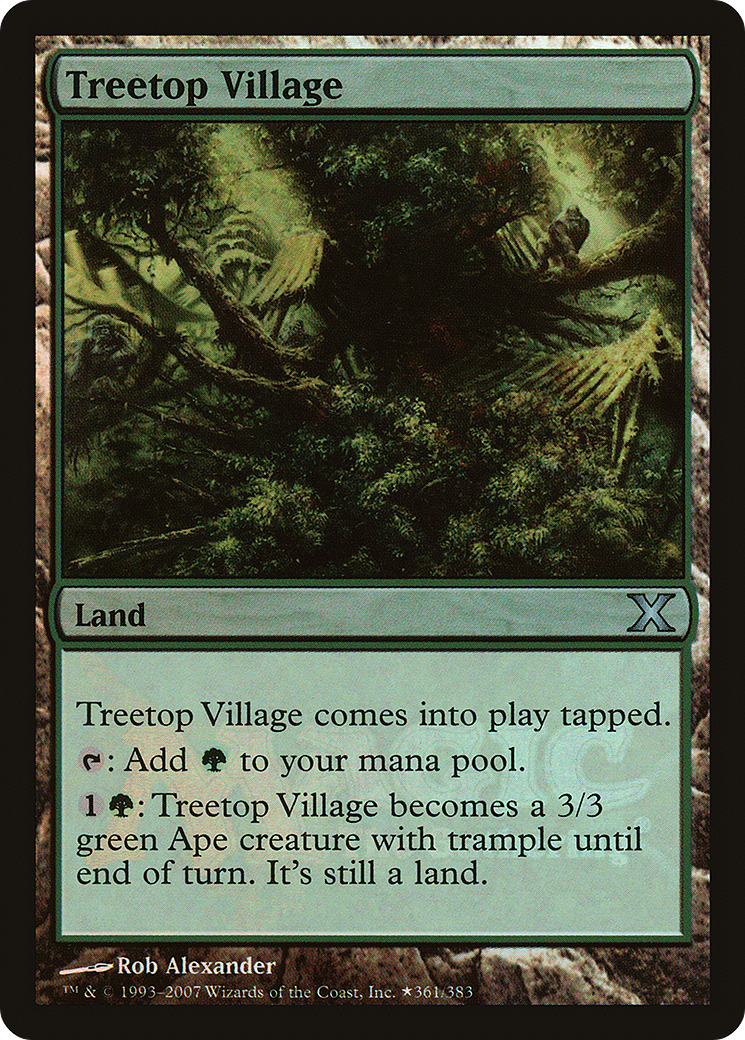 Treetop Village
Land
X
Treetop Village comes into play tapped.
: Add to your mana pool.
1 : Treetop Village becomes a 3/3
green Ape creature with trample until
end of turn. It's still a land.
Rob Alexander
™ & © 1993–2007 Wizards of the Coast, Inc. ★361/383